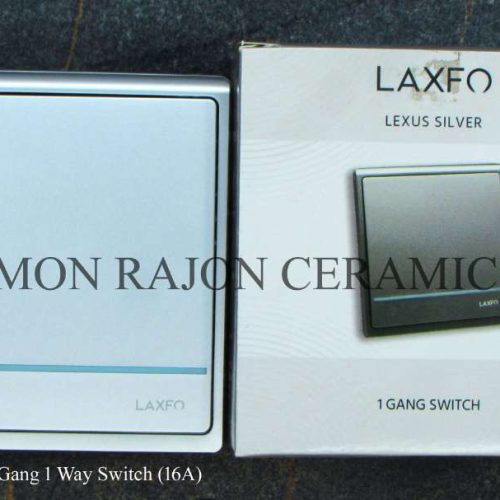 LAXFO
LEXUS SILVER
MON RAJON CERAMIC
LAXFO
1 GANG SWITCH
LAXFO
Gang 1 Way Switch (16A)